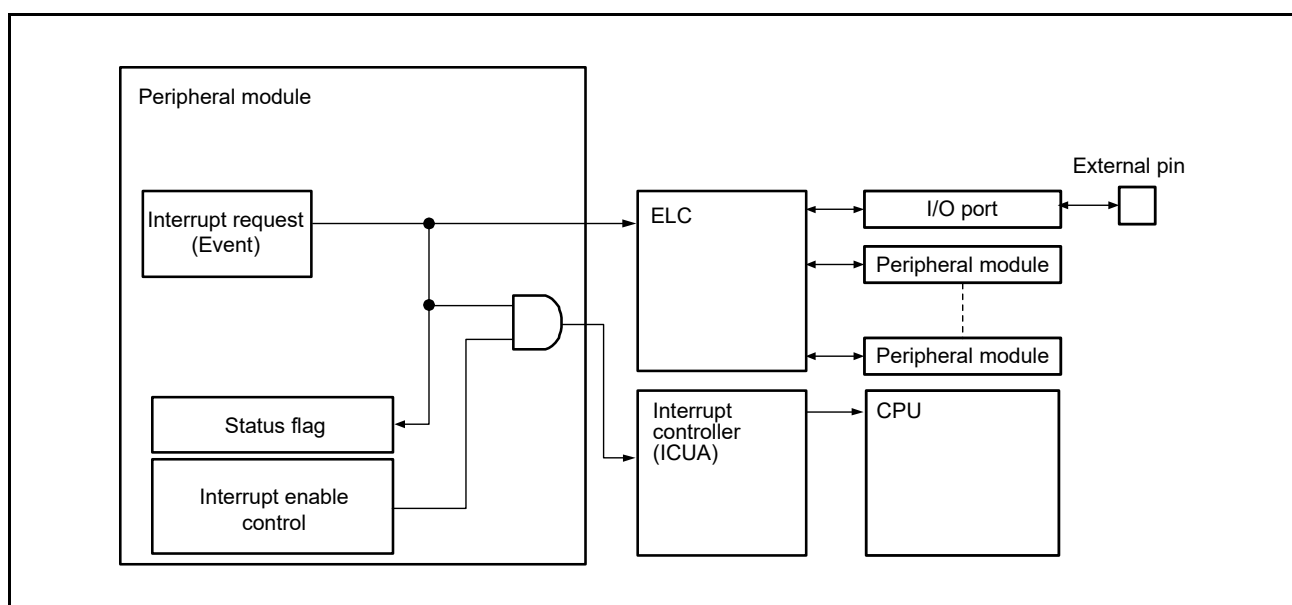 Peripheral module
External pin
Interrupt request
(Event)
ELC
I/O port
Peripheral module
Peripheral module
Status flag
Interrupt
controller
(ICUA)
CPU
Interrupt enable
control